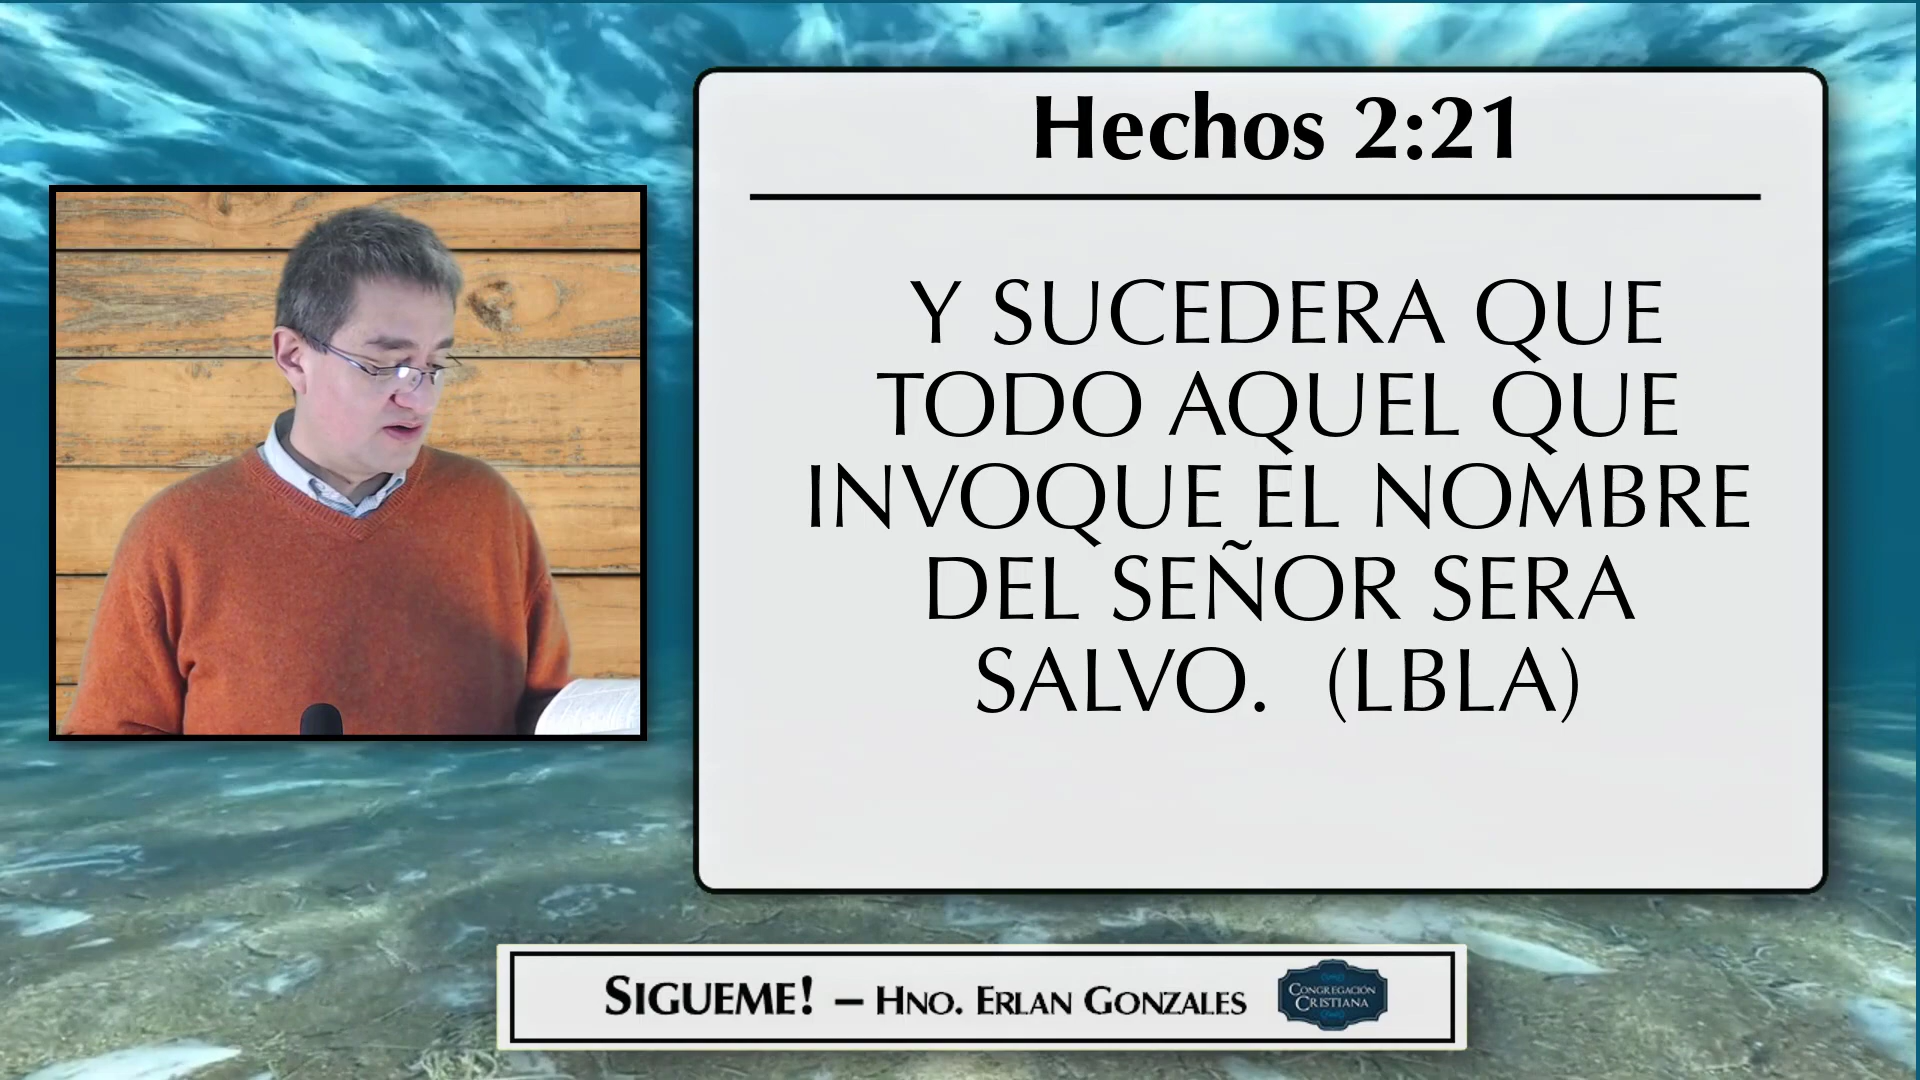 Hechos 2:21
Y SUCEDERA QUE
TODO AQUEL QUE
INVOQUE EL NOMBRE
DEL SEÑOR SERA
SALVO. (LBLA)
SIGUEME! – HNO. ERLAN GONZALES
CONGREGACIÓN
CRISTIANA